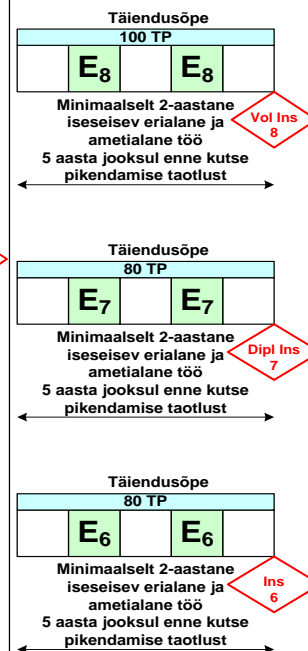 Täiendusõpe
100 TP
E8 E8
Minimaalselt 2-aastane
iseseisev erialane ja
ametialane töö
5 aasta jooksul enne kutse
pikendamise taotlust
Vol Ins
8
Täiendusõpe
80 TP
E7 E7
Minimaalselt 2-aastane
iseseisev erialane ja
ametialane töö
5 aasta jooksul enne kutse
pikendamise taotlust
Dipl Ins
7
Täiendusõpe
80 TP
E6 E6
Minimaalselt 2-aastane
iseseisev erialane ja
ametialane töö
5 aasta jooksul enne kutse
pikendamise taotlust
Ins
6